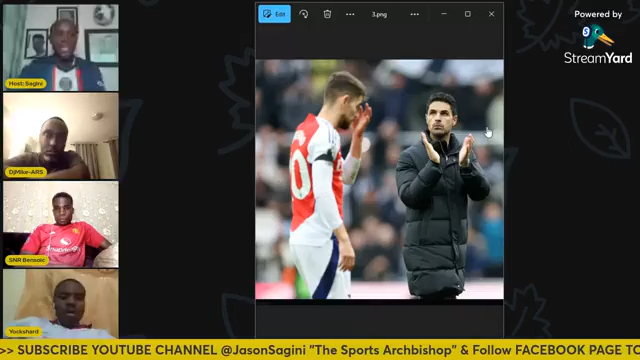 Edit
3.png
Powered by
StreamYard
Host: Sagini
DjMike-ARS
SNR Bensoic
Yockshard
>> SUBSCRIBE YOUTUBE CHANNEL @JasonSagini "The Sports Archbishop" & Follow FACEBOOK PAGE TO